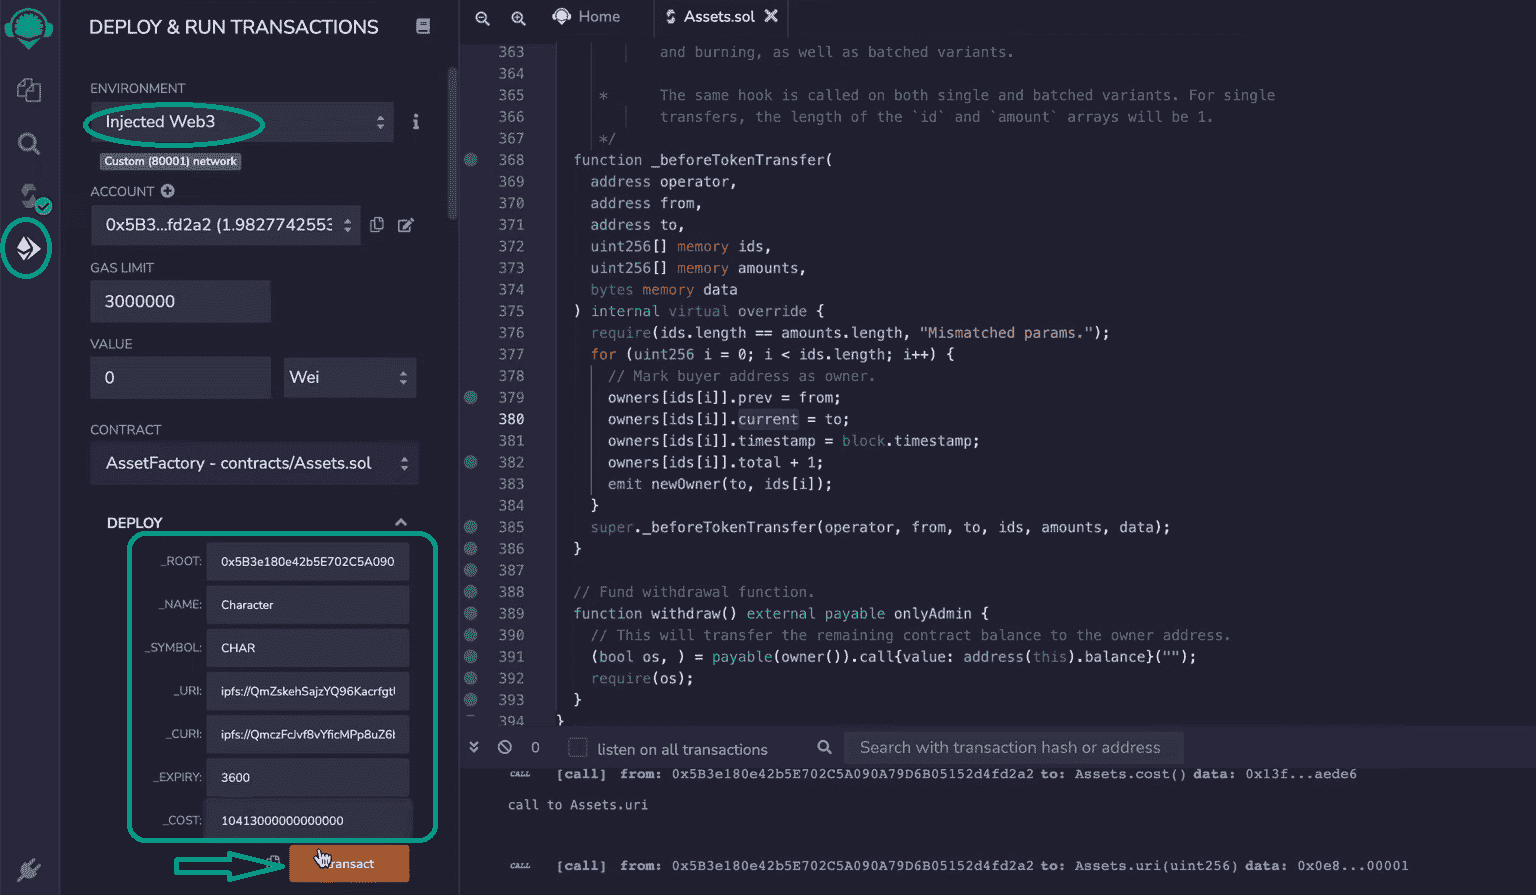 DEPLOY & RUN TRANSACTIONS
ENVIRONMENT
Injected Web3
Custom (80001) network
ACCOUNT
0x5B3...fd2a2 (1.9827742553
GAS LIMIT
3000000
VALUE
0
Wei
CONTRACT
AssetFactory - contracts/Assets.sol
DEPLOY
_ROOT: 0x5B3e180e42b5E702C5A090
_NAME: Character
_SYMBOL: CHAR
_URI: ipfs://QmZskehSajzYQ96Kacrfgt
_CURI: ipfs://QmczFcJvf8vYficMPp8uZ6
_EXPIRY: 3600
_COST: 10413000000000000
transact
Home
Assets.sol
363 and burning, as well as batched variants.
364
365 * The same hook is called on both single and batched variants. For single
366 transfers, the length of the `id` and `amount` arrays will be 1.
367 */
368 function _beforeTokenTransfer(
369 address operator,
370 address from,
371 address to,
372 uint256[] memory ids,
373 uint256[] memory amounts,
374 bytes memory data
375 ) internal virtual override {
376 require(ids.length == amounts.length, "Mismatched params.");
377 for (uint256 i = 0; i < ids.length; i++) {
378 // Mark buyer address as owner.
379 owners[ids[i]].prev = from;
380 owners[ids[i]].current = to;
381 owners[ids[i]].timestamp = block.timestamp;
382 owners[ids[i]].total + 1;
383 emit newOwner(to, ids[i]);
384 }
385 super._beforeTokenTransfer(operator, from, to, ids, amounts, data);
386 }
387
388 // Fund withdrawal function.
389 function withdraw() external payable onlyAdmin {
390 // This will transfer the remaining contract balance to the owner address.
391 (bool os, ) = payable(owner()).call{value: address(this).balance}("");
392 require(os);
393 }
394 }
0
listen on all transactions
Search with transaction hash or address
CALL [call] from: 0x5B3e180e42b5E702C5A090A79D6B05152d4fd2a2 to: Assets.cost() data: 0x13f...aede6
call to Assets.uri
CALL [call] from: 0x5B3e180e42b5E702C5A090A79D6B05152d4fd2a2 to: Assets.uri(uint256) data: 0x0e8...00001